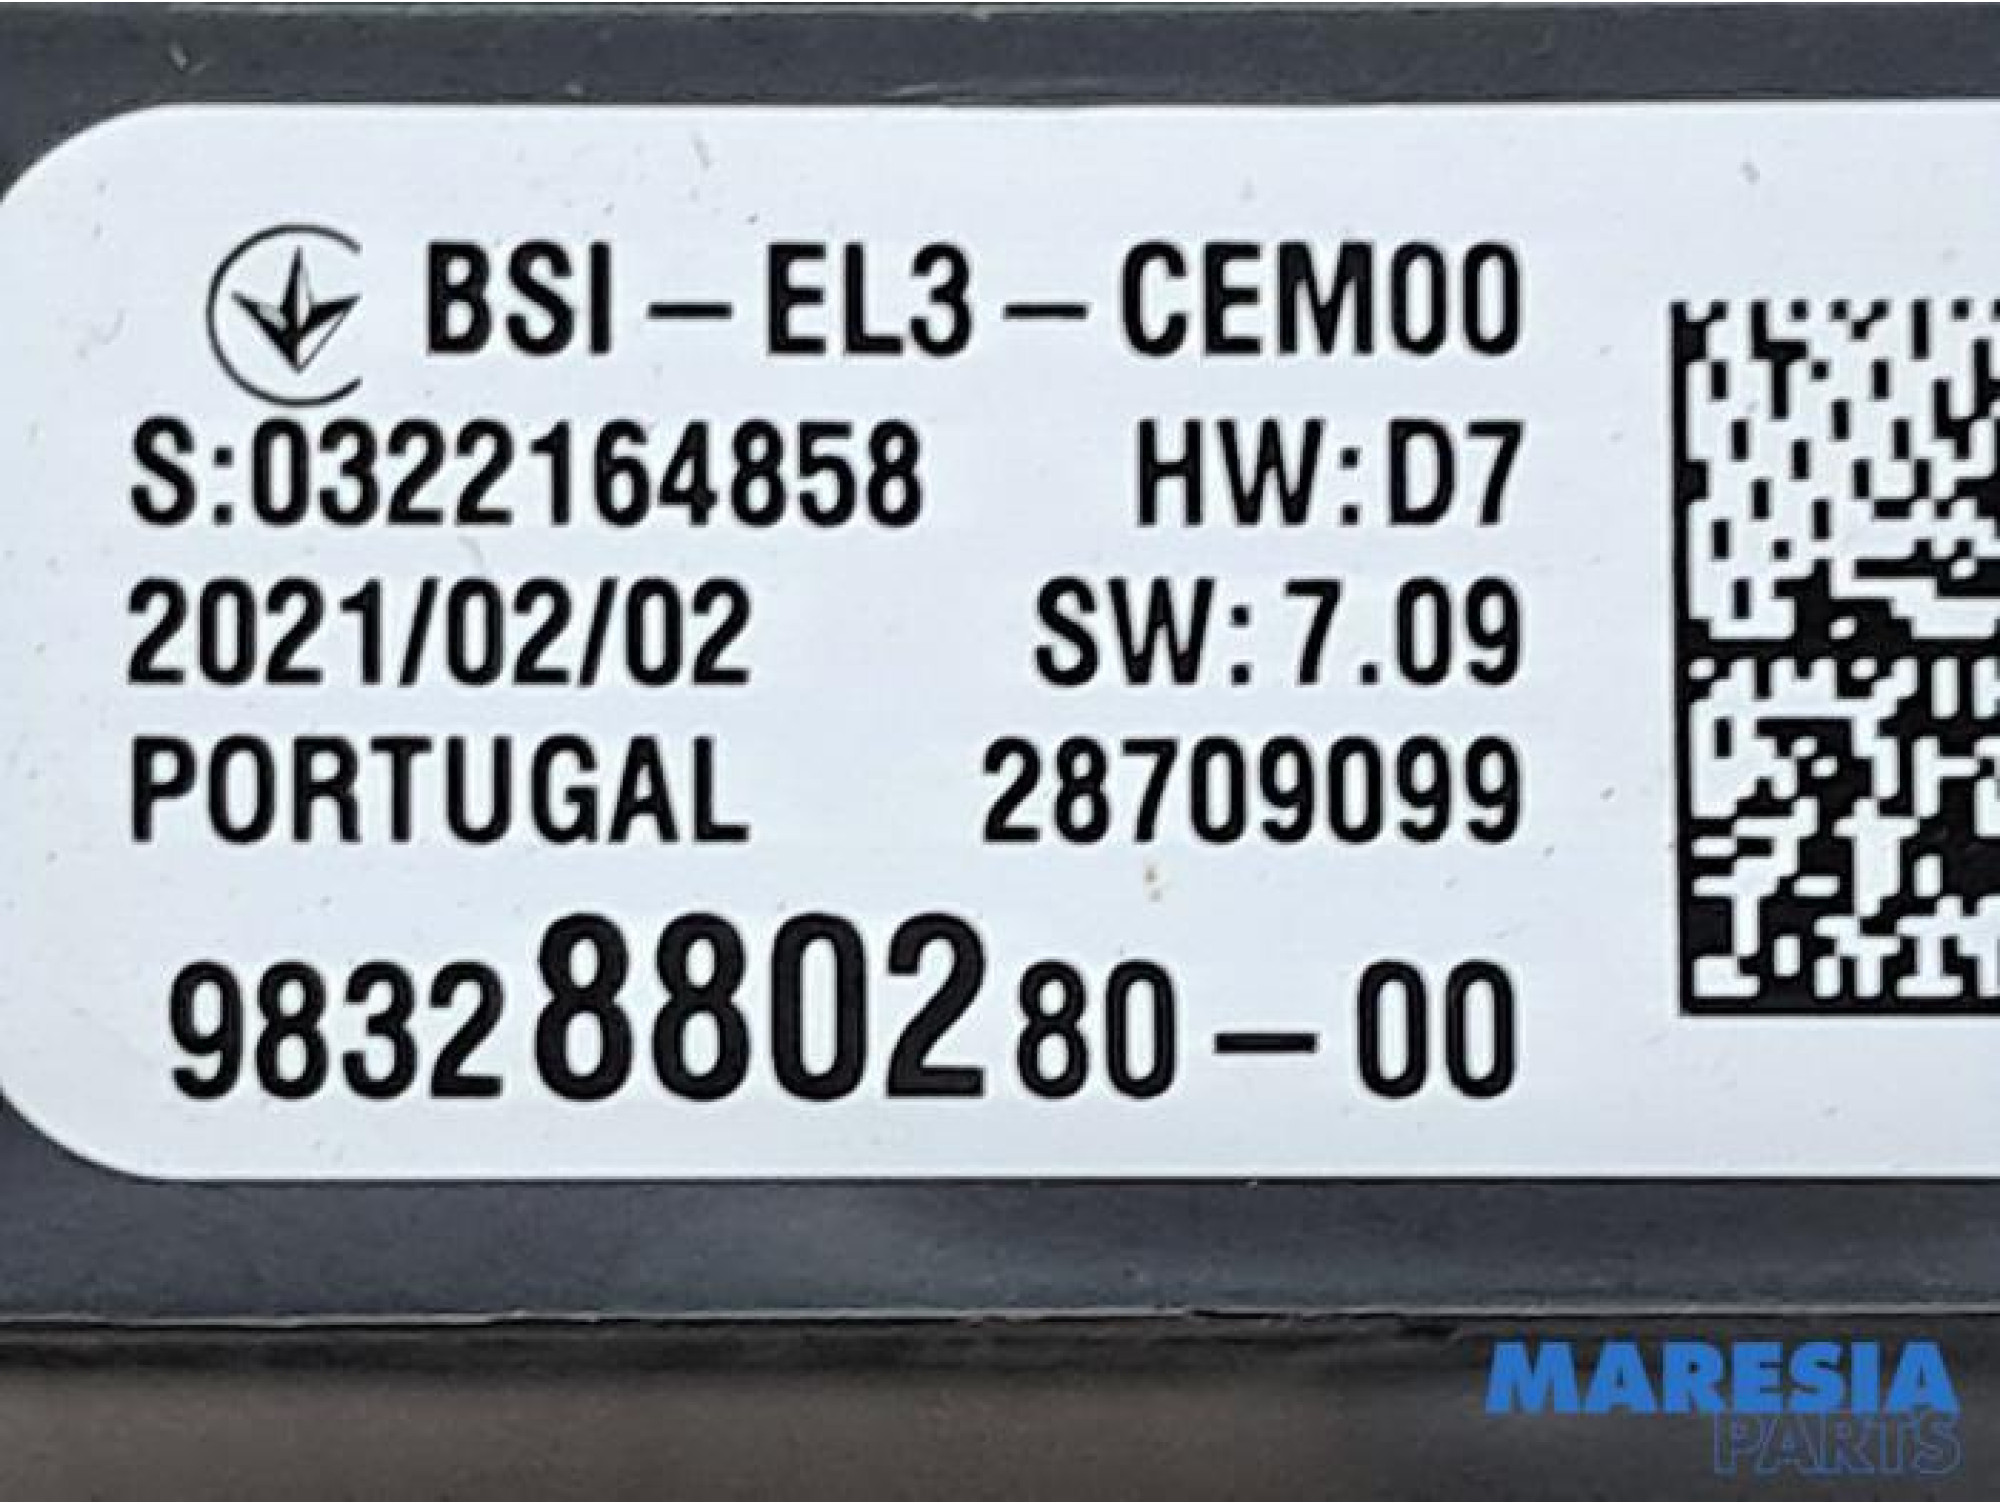 BSI-EL3-CEM00
S:0322164858 HW:D7
2021/02/02 SW:7.09
PORTUGAL 28709099
9832880280-00
MARESIA
PARTS